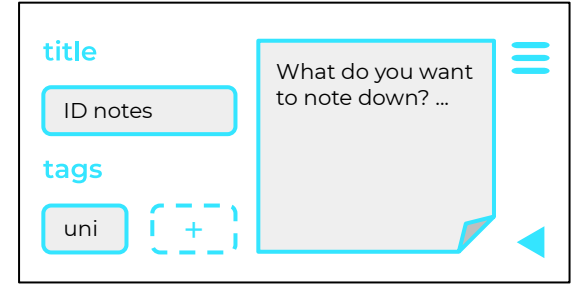 title
ID notes
tags
uni
+
What do you want
to note down? ...